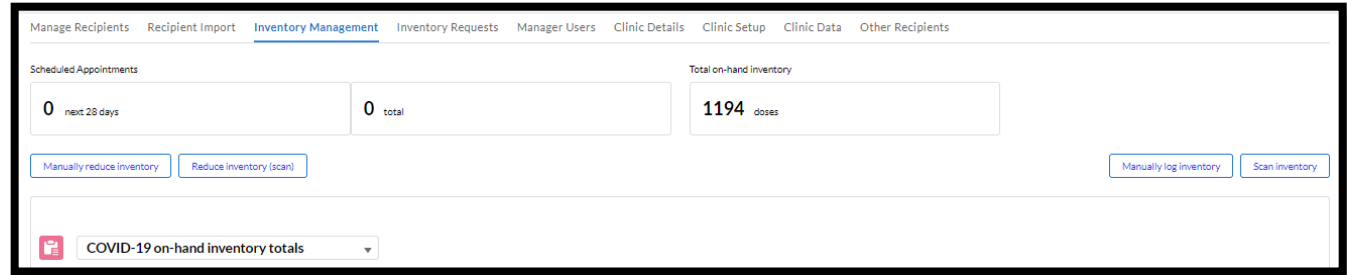 Manage Recipients Recipient Import Inventory Management Inventory Requests Manager Users Clinic Details Clinic Setup Clinic Data Other Recipients
Scheduled Appointments Total on-hand inventory
0 next 28 days 0 total 1194 doses
Manually reduce inventory Reduce inventory (scan) Manually log inventory Scan inventory
COVID-19 on-hand inventory totals